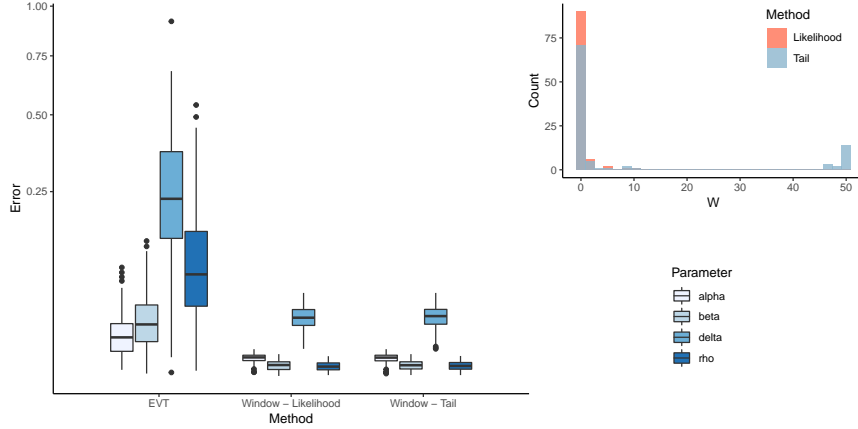 1.00
0.75
0.50
0.25
Error
EVT
Window − Likelihood
Window − Tail
Method
75
50
25
0
Count
0
10
20
30
40
50
W
Method
Likelihood
Tail
Parameter
alpha
beta
delta
rho